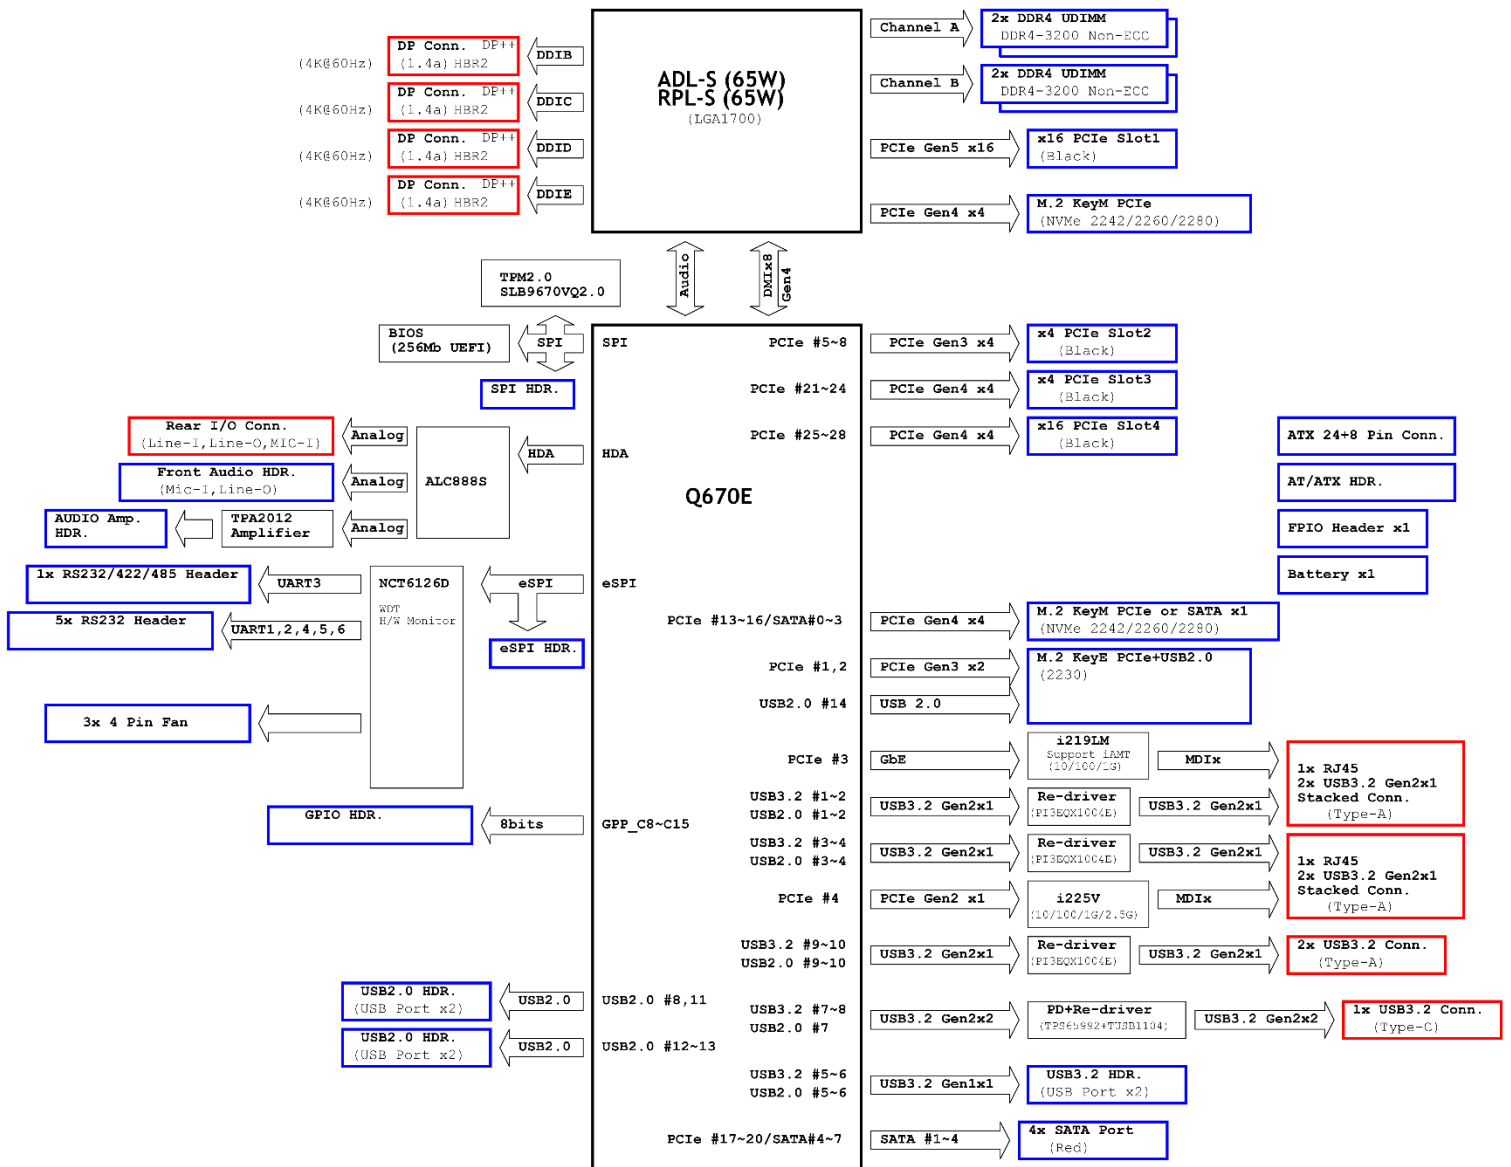 ADL-S (65W)
RPL-S (65W)
(LGA1700)
DP Conn. DP++
(1.4a) HBR2
(4K@60Hz)
DDIB
DP Conn. DP++
(1.4a) HBR2
(4K@60Hz)
DDIC
DP Conn. DP++
(1.4a) HBR2
(4K@60Hz)
DDID
DP Conn. DP++
(1.4a) HBR2
(4K@60Hz)
DDIE
Channel A
2x DDR4 UDIMM
DDR4-3200 Non-ECC
Channel B
2x DDR4 UDIMM
DDR4-3200 Non-ECC
PCIe Gen5 x16
x16 PCIe Slot1
(Black)
PCIe Gen4 x4
M.2 KeyM PCIe
(NVMe 2242/2260/2280)
Audio
DMIx8
Gen4
TPM2.0
SLB9670VQ2.0
BIOS
(256Mb UEFI)
SPI
SPI
SPI HDR.
Rear I/O Conn.
(Line-I,Line-O,MIC-I)
Analog
Front Audio HDR.
(Mic-I,Line-O)
Analog
ALC888S
HDA
HDA
AUDIO Amp.
HDR.
TPA2012
Amplifier
Analog
1x RS232/422/485 Header
UART3
5x RS232 Header
UART1,2,4,5,6
NCT6126D
WDT
H/W Monitor
eSPI
eSPI
eSPI HDR.
3x 4 Pin Fan
GPIO HDR.
8bits
GPP_C8~C15
USB2.0 HDR.
(USB Port x2)
USB2.0
USB2.0 #8,11
USB2.0 HDR.
(USB Port x2)
USB2.0
USB2.0 #12~13
Q670E
PCIe #5~8
PCIe Gen3 x4
x4 PCIe Slot2
(Black)
PCIe #21~24
PCIe Gen4 x4
x4 PCIe Slot3
(Black)
PCIe #25~28
PCIe Gen4 x4
x16 PCIe Slot4
(Black)
ATX 24+8 Pin Conn.
AT/ATX HDR.
FPIO Header x1
Battery x1
PCIe #13~16/SATA#0~3
PCIe Gen4 x4
M.2 KeyM PCIe or SATA x1
(NVMe 2242/2260/2280)
PCIe #1,2
PCIe Gen3 x2
M.2 KeyE PCIe+USB2.0
(2230)
USB2.0 #14
USB 2.0
PCIe #3
GbE
i219LM
Support iAMT
(10/100/1G)
MDIx
1x RJ45
2x USB3.2 Gen2x1
Stacked Conn.
(Type-A)
USB3.2 #1~2
USB2.0 #1~2
USB3.2 Gen2x1
Re-driver
(PI3EQX1004E)
USB3.2 Gen2x1
USB3.2 #3~4
USB2.0 #3~4
USB3.2 Gen2x1
Re-driver
(PI3EQX1004E)
USB3.2 Gen2x1
1x RJ45
2x USB3.2 Gen2x1
Stacked Conn.
(Type-A)
PCIe #4
PCIe Gen2 x1
i225V
(10/100/1G/2.5G)
MDIx
USB3.2 #9~10
USB2.0 #9~10
USB3.2 Gen2x1
Re-driver
(PI3EQX1004E)
USB3.2 Gen2x1
2x USB3.2 Conn.
(Type-A)
USB3.2 #7~8
USB2.0 #7
USB3.2 Gen2x2
PD+Re-driver
(TPS65992+TUSB1104)
USB3.2 Gen2x2
1x USB3.2 Conn.
(Type-C)
USB3.2 #5~6
USB2.0 #5~6
USB3.2 Gen1x1
USB3.2 HDR.
(USB Port x2)
PCIe #17~20/SATA#4~7
SATA #1~4
4x SATA Port
(Red)